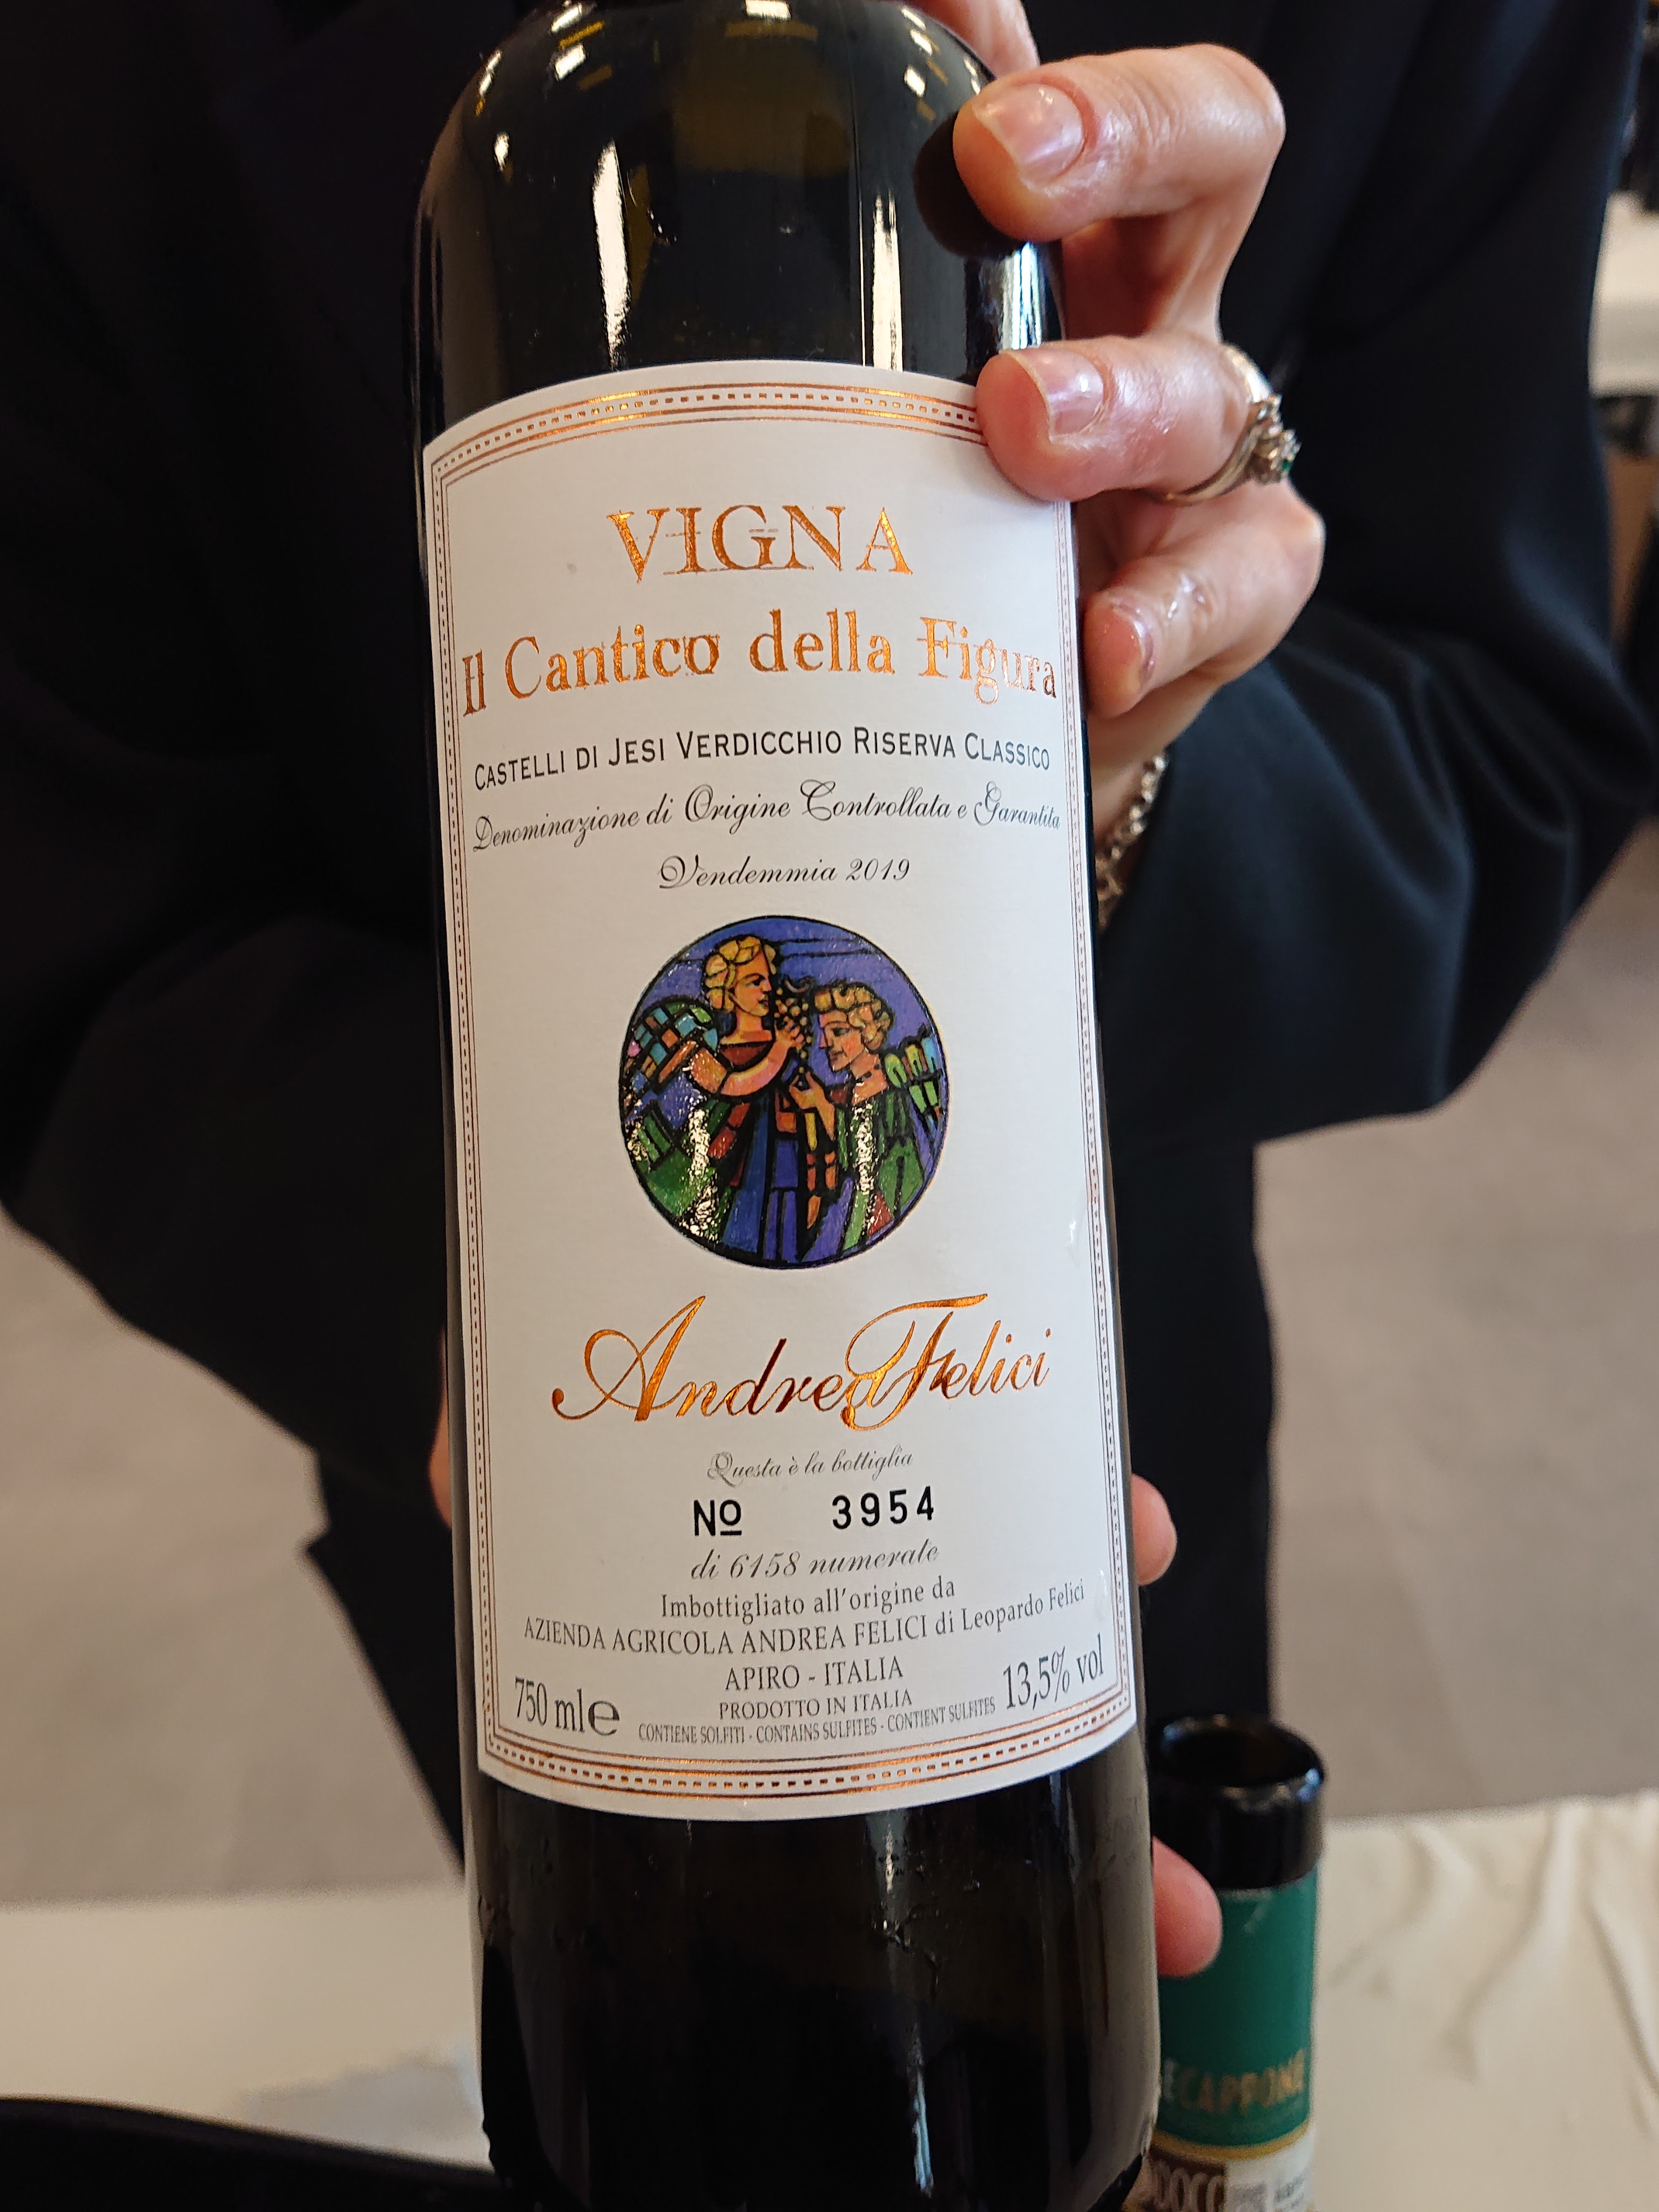 VIGNA
Il Cantico della Figura
CASTELLI DI JESI VERDICCHIO RISERVA CLASSICO
Denominazione di Origine Controllata e Garantita
Vendemmia 2019
Andrea Felici
Questa è la bottiglia
Nº 3954
di 6158 numerate
Imbottigliato all'origine da
AZIENDA AGRICOLA ANDREA FELICI di Leopardo Felici
APIRO - ITALIA
750 ml e
PRODOTTO IN ITALIA
13,5% vol
CONTIENE SOLFITI - CONTAINS SULFITES - CONTIENT SULFITES